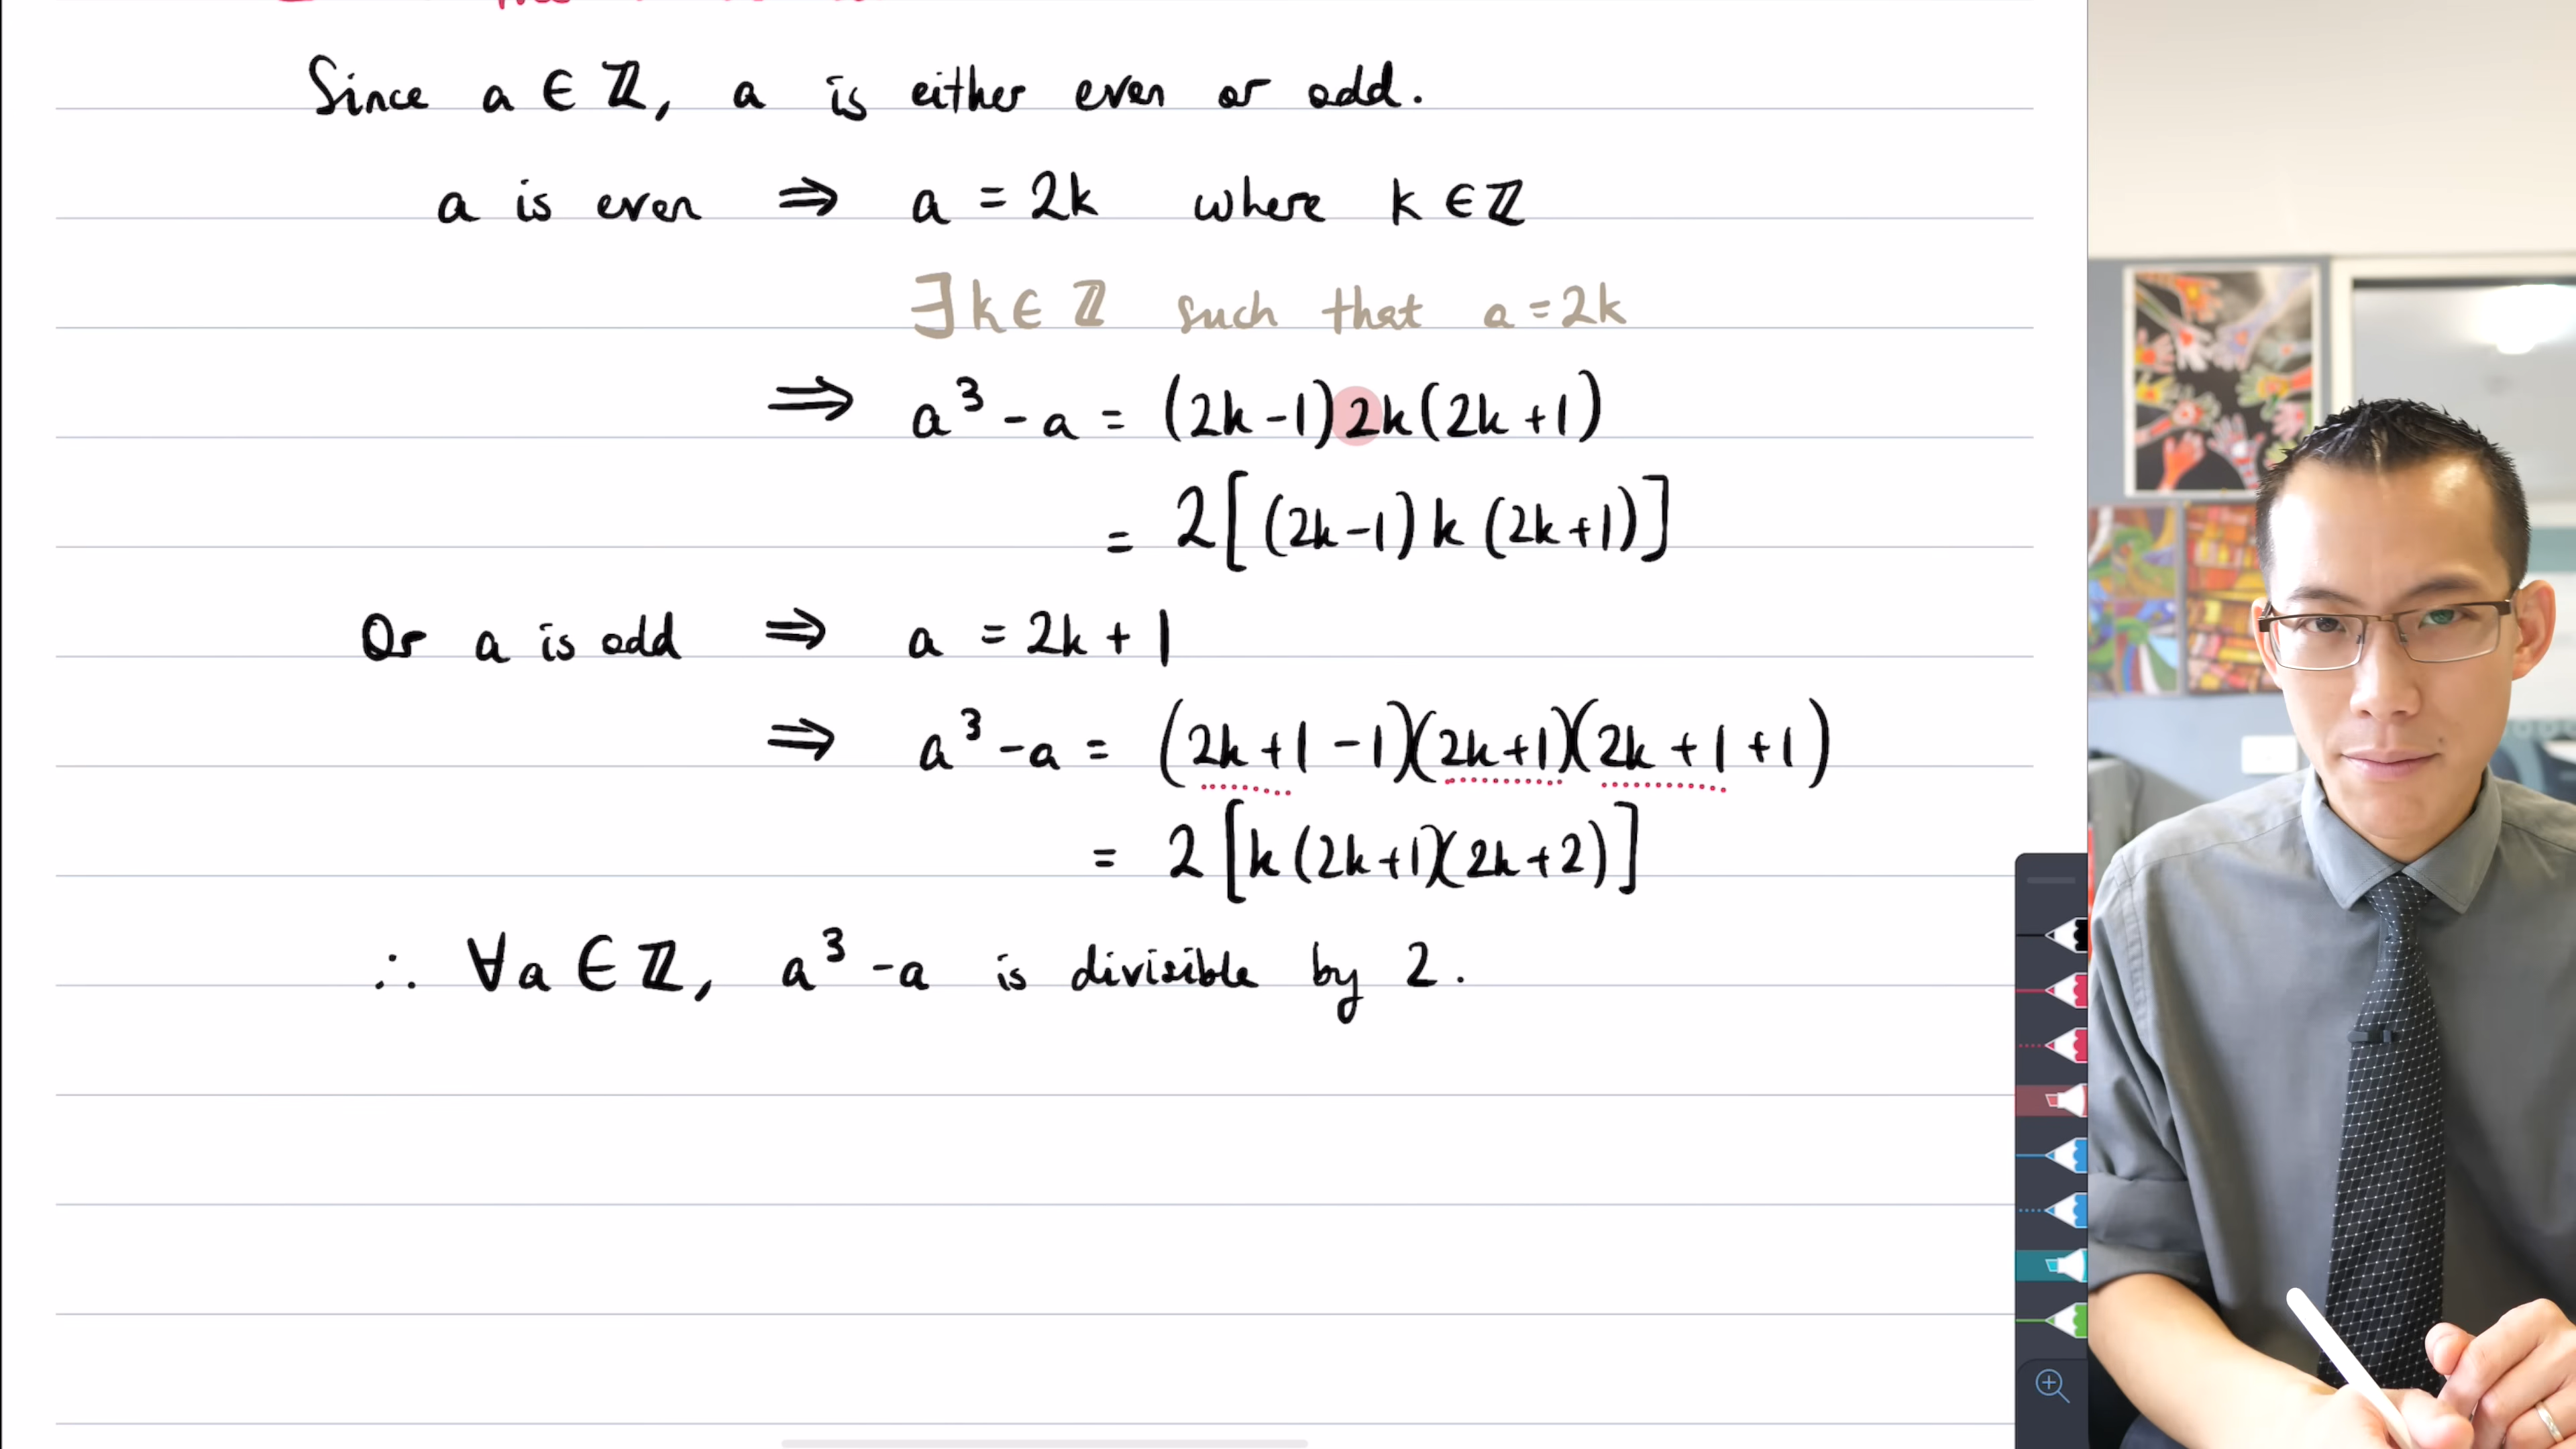 Since a ∈ ℤ, a is either even or odd.
a is even ⇒ a = 2k where k ∈ ℤ
∃ k ∈ ℤ such that a = 2k
⇒ a³ - a = (2k - 1) 2k (2k + 1)
= 2[(2k - 1) k (2k + 1)]
Or a is odd ⇒ a = 2k + 1
⇒ a³ - a = (2k + 1 - 1)(2k + 1)(2k + 1 + 1)
= 2[k (2k + 1)(2k + 2)]
∴ ∀a ∈ ℤ, a³ - a is divisible by 2.